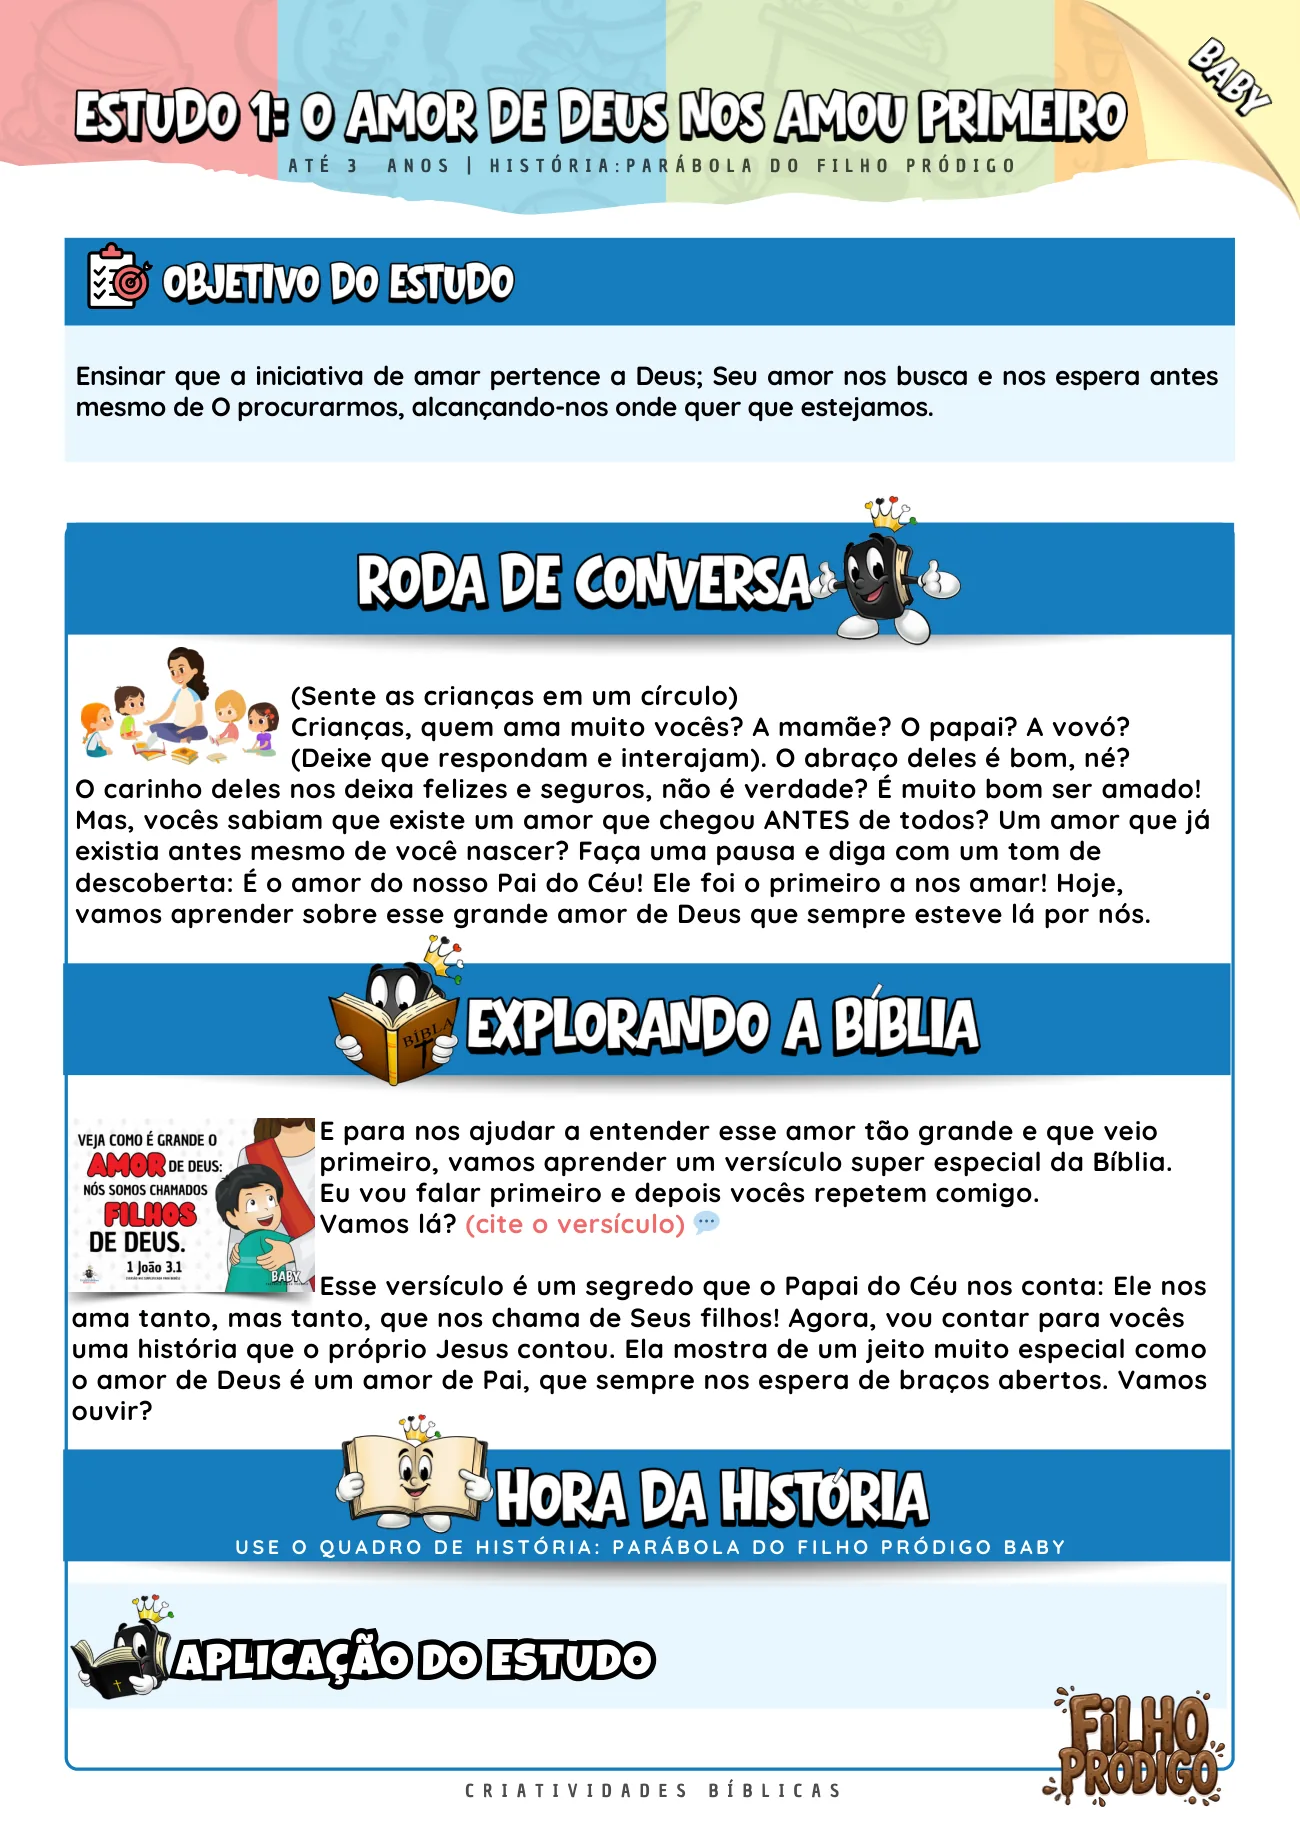 BABY
ESTUDO 1: O AMOR DE DEUS NOS AMOU PRIMEIRO
ATÉ 3 ANOS | HISTÓRIA:PARÁBOLA DO FILHO PRÓDIGO
OBJETIVO DO ESTUDO
Ensinar que a iniciativa de amar pertence a Deus; Seu amor nos busca e nos espera antes
mesmo de O procurarmos, alcançando-nos onde quer que estejamos.
RODA DE CONVERSA
(Sente as crianças em um círculo)
Crianças, quem ama muito vocês? A mamãe? O papai? A vovó?
(Deixe que respondam e interajam). O abraço deles é bom, né?
O carinho deles nos deixa felizes e seguros, não é verdade? É muito bom ser amado!
Mas, vocês sabiam que existe um amor que chegou ANTES de todos? Um amor que já
existia antes mesmo de você nascer? Faça uma pausa e diga com um tom de
descoberta: É o amor do nosso Pai do Céu! Ele foi o primeiro a nos amar! Hoje,
vamos aprender sobre esse grande amor de Deus que sempre esteve lá por nós.
BÍBLA
EXPLORANDO A BÍBLIA
VEJA COMO É GRANDE O
AMOR DE DEUS:
NÓS SOMOS CHAMADOS
FILHOS
DE DEUS.
1 João 3.1
BABY
E para nos ajudar a entender esse amor tão grande e que veio
primeiro, vamos aprender um versículo super especial da Bíblia.
Eu vou falar primeiro e depois vocês repetem comigo.
Vamos lá? (cite o versículo) 💬
Esse versículo é um segredo que o Papai do Céu nos conta: Ele nos
ama tanto, mas tanto, que nos chama de Seus filhos! Agora, vou contar para vocês
uma história que o próprio Jesus contou. Ela mostra de um jeito muito especial como
o amor de Deus é um amor de Pai, que sempre nos espera de braços abertos. Vamos
ouvir?
HORA DA HISTÓRIA
USE O QUADRO DE HISTÓRIA: PARÁBOLA DO FILHO PRÓDIGO BABY
APLICAÇÃO DO ESTUDO
FILHO
PRÓDIGO
CRIATIVIDADES BÍBLICAS